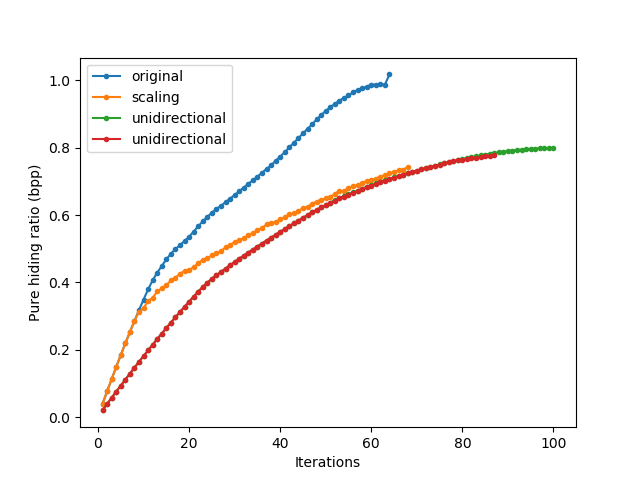 original
scaling
unidirectional
unidirectional
1.0
0.8
0.6
0.4
0.2
0.0
Pure hiding ratio (bpp)
0 20 40 60 80 100
Iterations